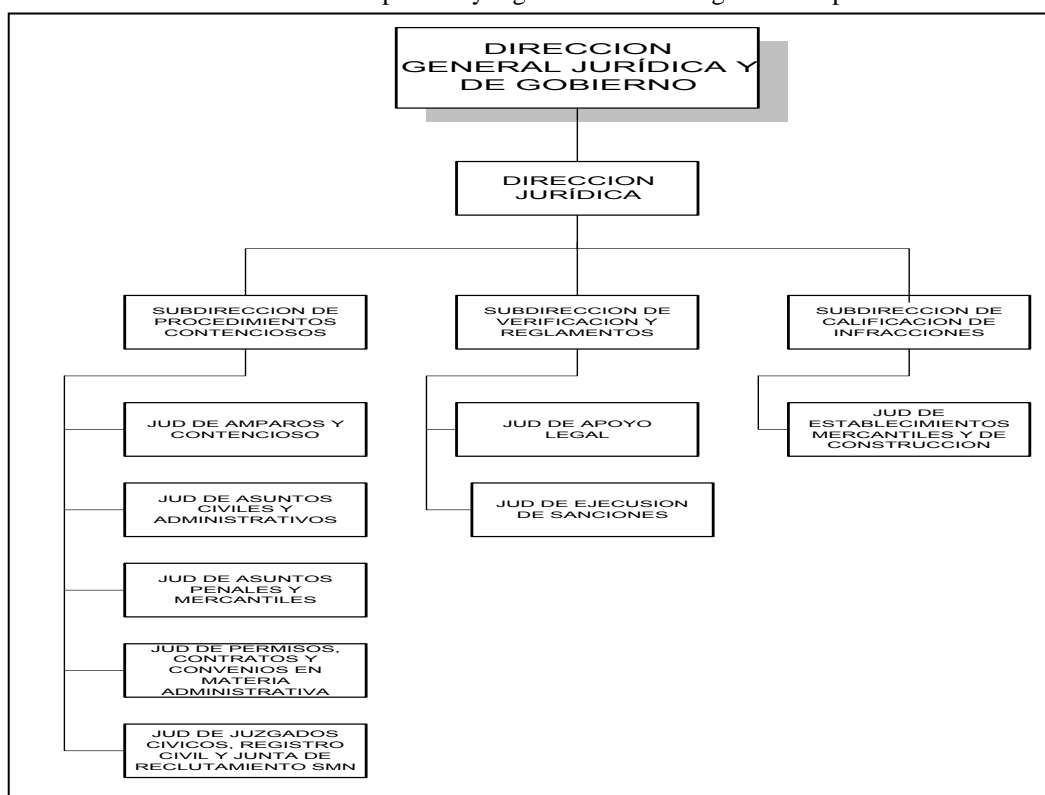 DIRECCION
GENERAL JURÍDICA Y
DE GOBIERNO
DIRECCION
JURÍDICA
SUBDIRECCION DE
PROCEDIMIENTOS
CONTENCIOSOS
SUBDIRECCION DE
VERIFICACION Y
REGLAMENTOS
SUBDIRECCION DE
CALIFICACION DE
INFRACCIONES
JUD DE AMPAROS Y
CONTENCIOSO
JUD DE APOYO
LEGAL
JUD DE
ESTABLECIMIENTOS
MERCANTILES Y DE
CONSTRUCCION
JUD DE ASUNTOS
CIVILES Y
ADMINISTRATIVOS
JUD DE EJECUSION
DE SANCIONES
JUD DE ASUNTOS
PENALES Y
MERCANTILES
JUD DE PERMISOS,
CONTRATOS Y
CONVENIOS EN
MATERIA
ADMINISTRATIVA
JUD DE JUZGADOS
CIVICOS, REGISTRO
CIVIL Y JUNTA DE
RECLUTAMIENTO SMN